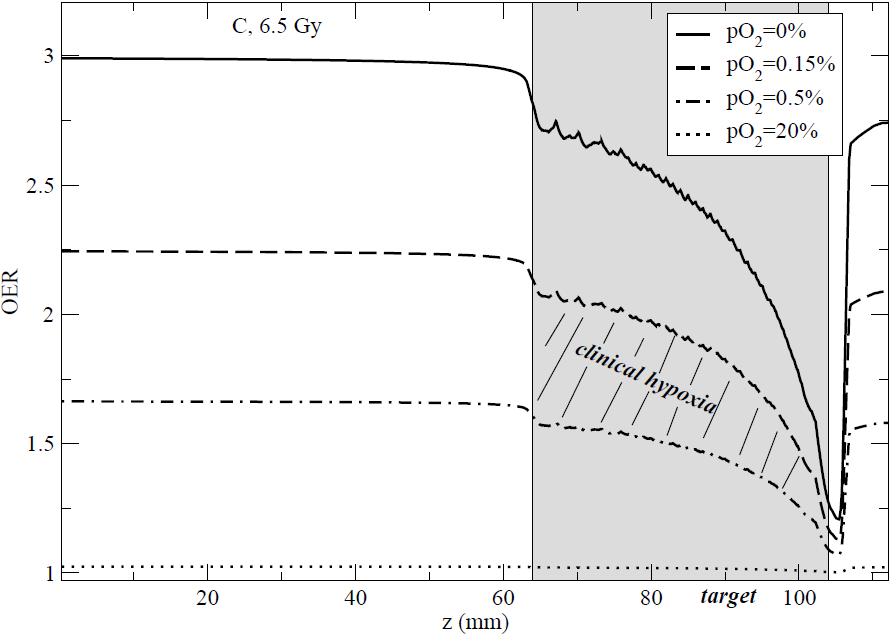 C, 6.5 Gy
pO2=0%
pO2=0.15%
pO2=0.5%
pO2=20%
3
2.5
2
1.5
1
OER
clinical hypoxia
20
40
60
80
target
100
z (mm)